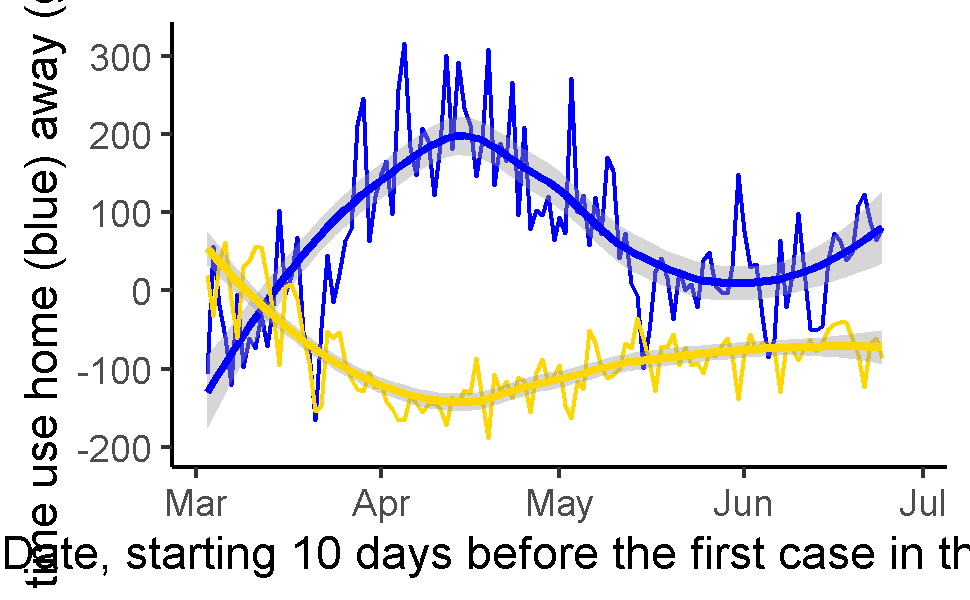 time use home (blue) away (
300
200
100
0
-100
-200
Mar Apr May Jun Jul
Date, starting 10 days before the first case in th